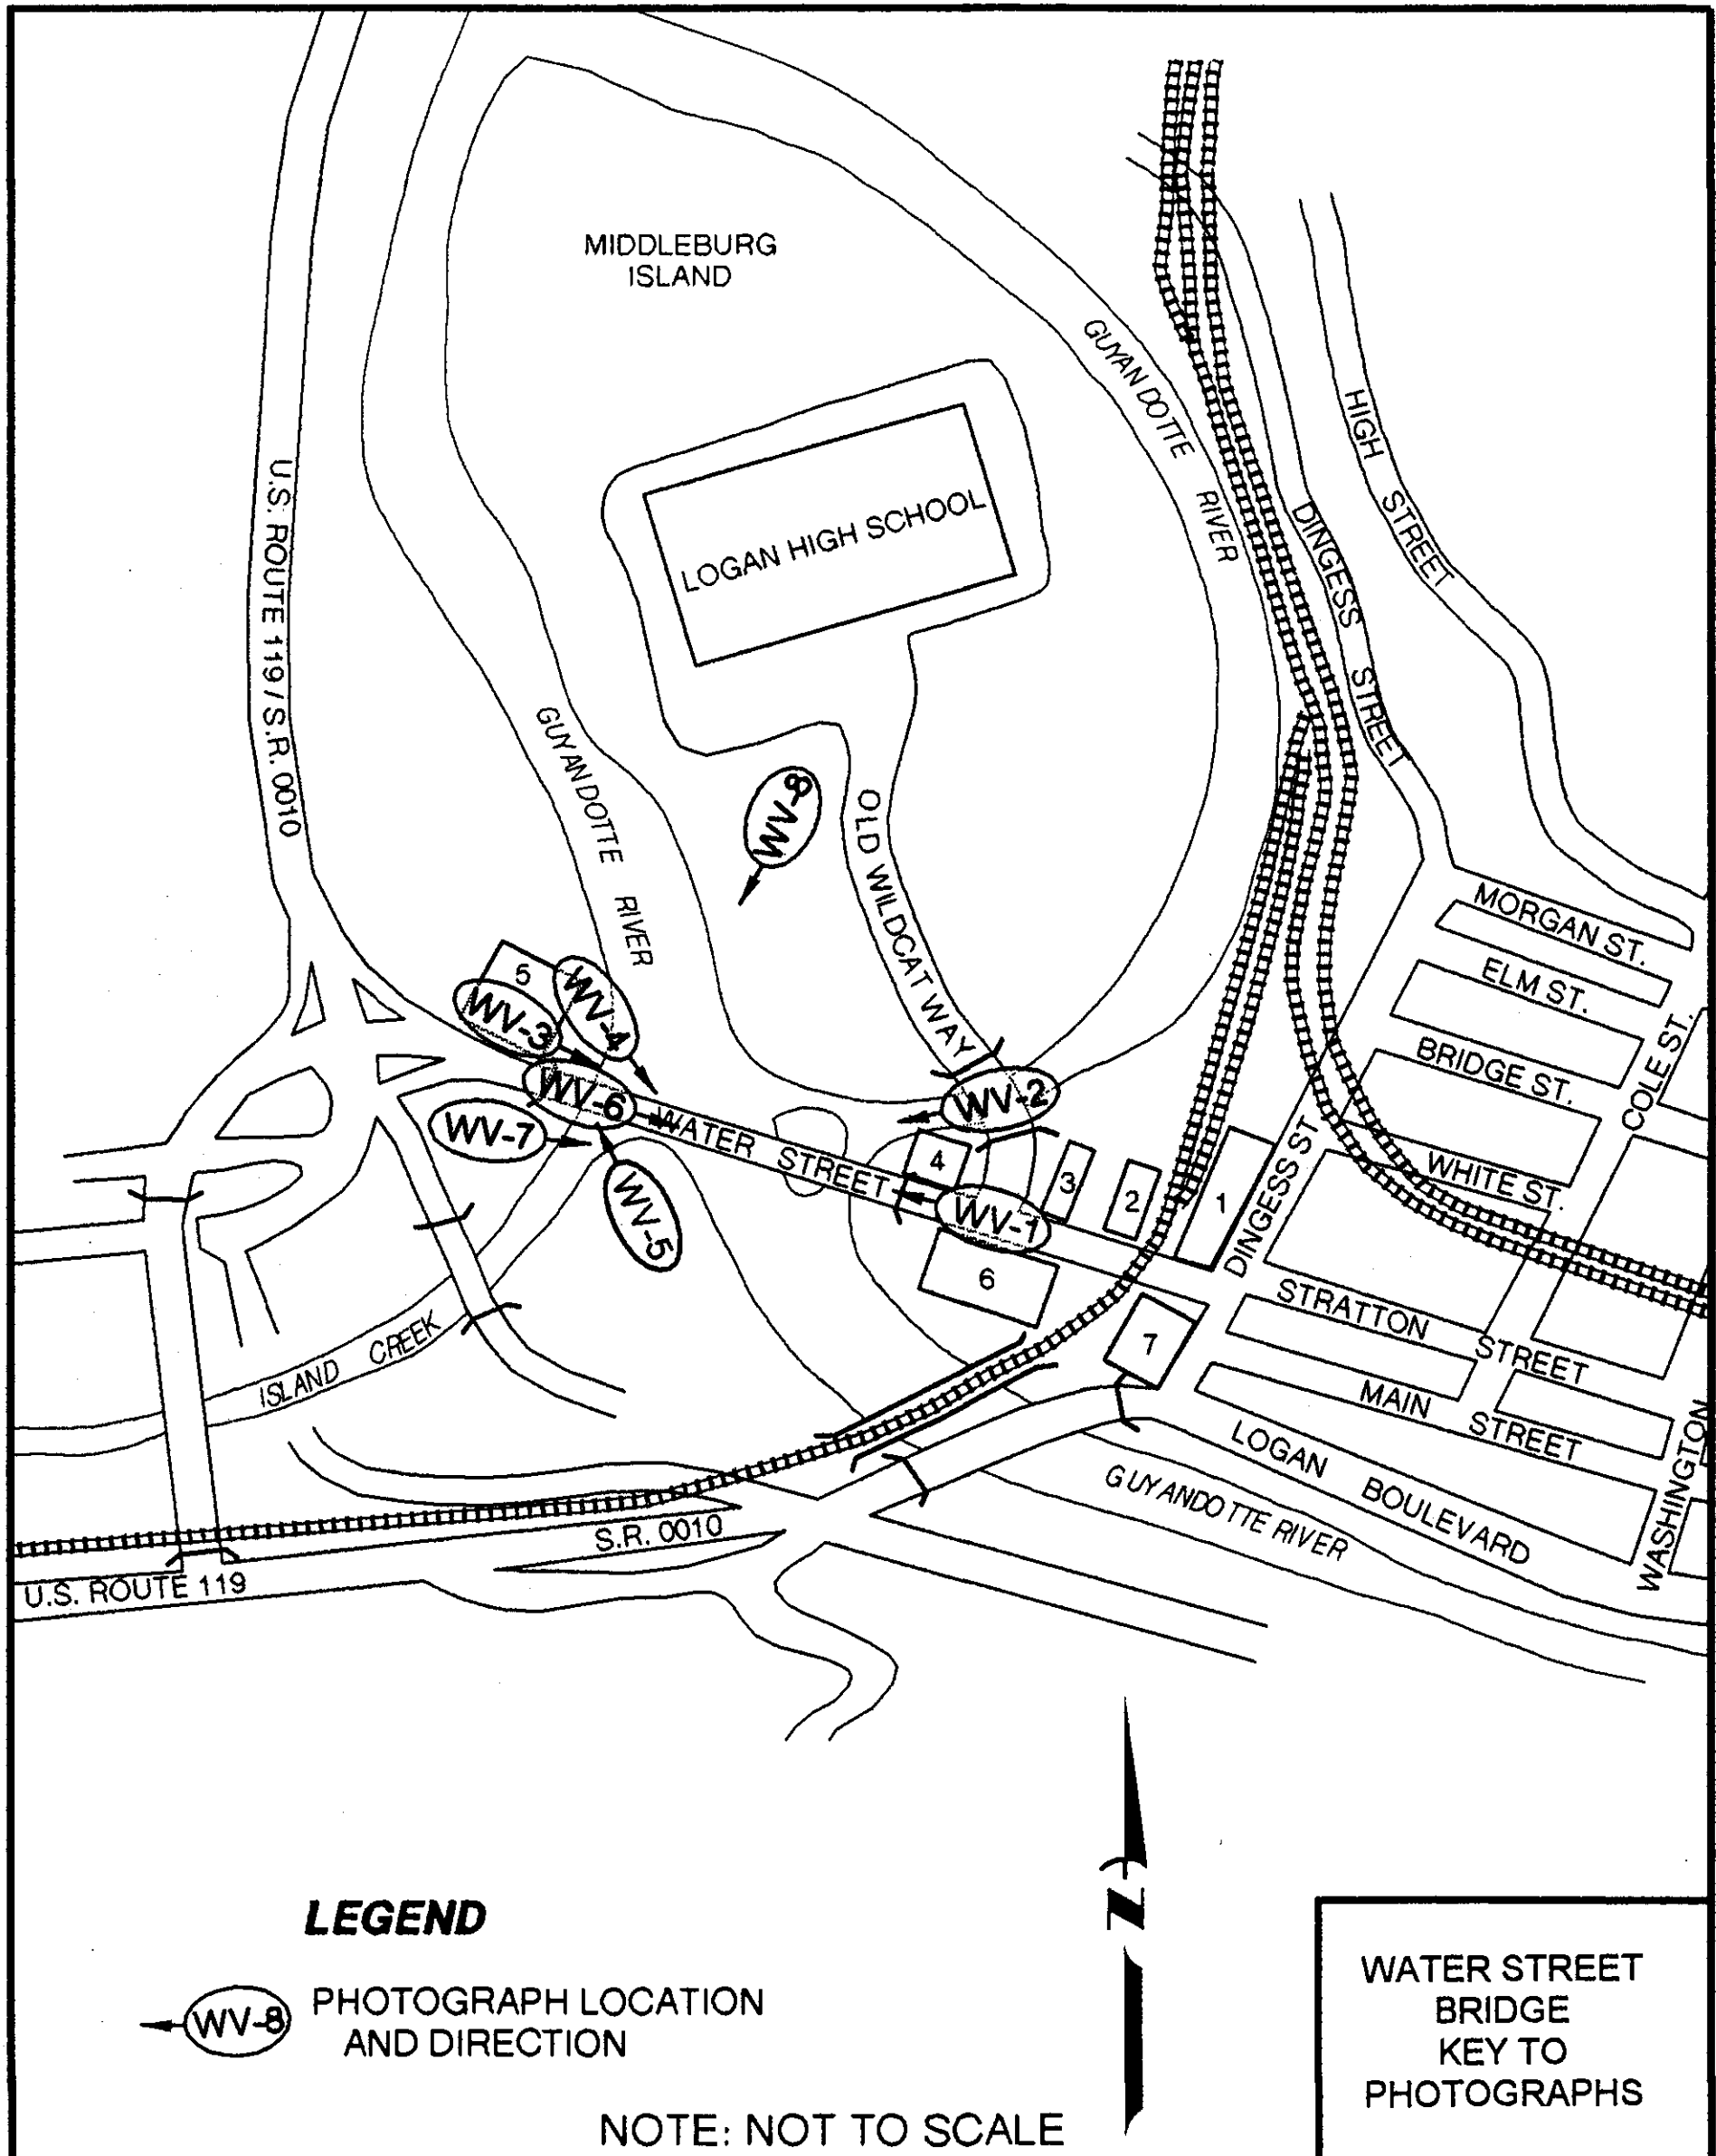 MIDDLEBURG
ISLAND
GUYANDOTTE RIVER
HIGH STREET
U.S. ROUTE 119 / S.R. 0010
LOGAN HIGH SCHOOL
DINGESS STREET
GUYANDOTTE RIVER
WV-8
OLD WILDCAT WAY
MORGAN ST.
ELM ST.
COLE ST.
BRIDGE ST.
WHITE ST.
5
WV-3
WV-4
WV-6
WV-7
WV-5
WATER STREET
WV-2
4
3
2
1
WV-1
6
7
DINGESS ST
STRATTON STREET
MAIN STREET
LOGAN BOULEVARD
WASHINGTON
ISLAND CREEK
GUYANDOTTE RIVER
S.R. 0010
U.S. ROUTE 119
N
LEGEND
WV-8
PHOTOGRAPH LOCATION
AND DIRECTION
NOTE: NOT TO SCALE
WATER STREET
BRIDGE
KEY TO
PHOTOGRAPHS